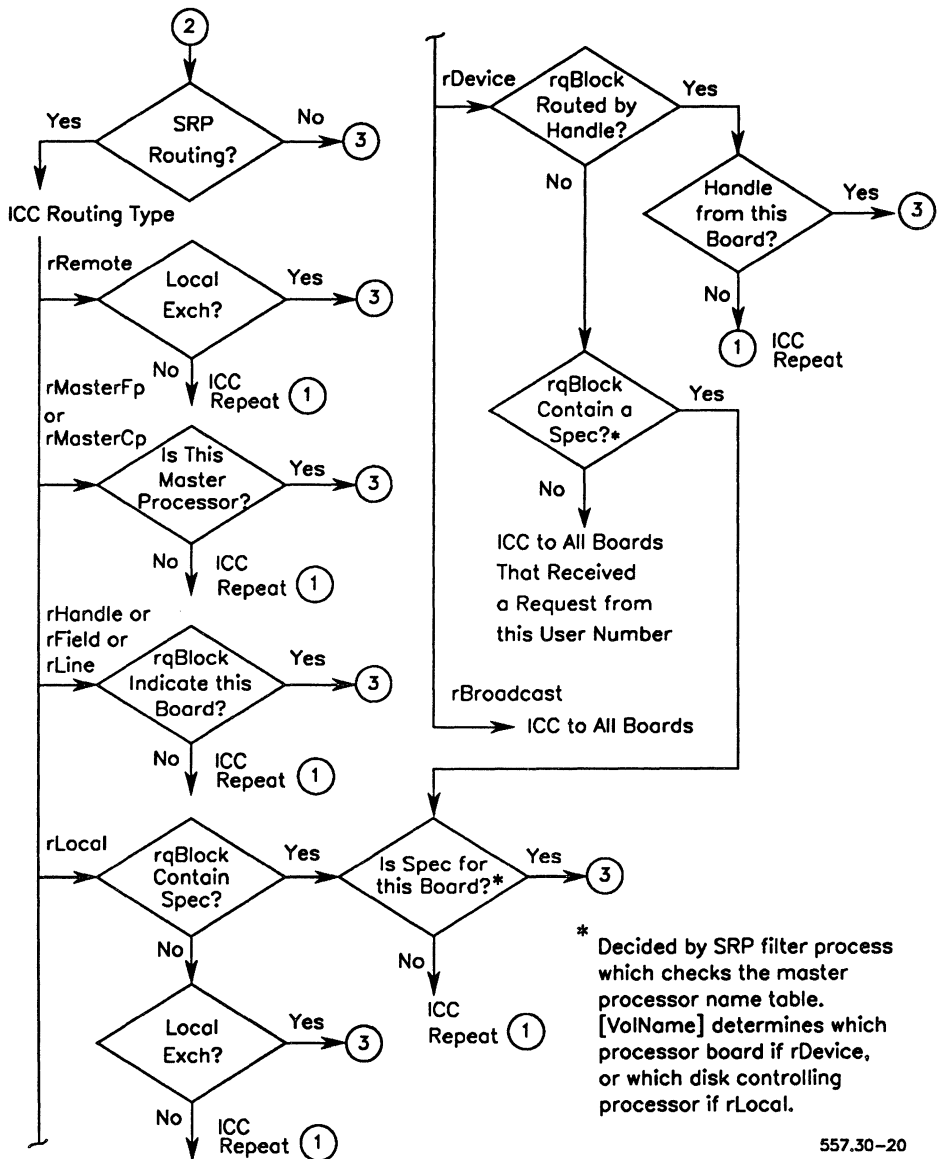 2
SRP
Routing?
Yes
No
3
ICC Routing Type
rRemote
Local
Exch?
Yes
3
No
ICC
Repeat 1
rMasterFp
or
rMasterCp
Is This
Master
Processor?
Yes
3
No
ICC
Repeat 1
rHandle or
rField or
rLine
rqBlock
Indicate this
Board?
Yes
3
No
ICC
Repeat 1
rLocal
rqBlock
Contain
Spec?
Yes
No
Local
Exch?
Yes
3
No
ICC
Repeat 1
rDevice
rqBlock
Routed by
Handle?
Yes
No
Handle
from this
Board?
Yes
3
No
1 ICC
Repeat
rqBlock
Contain a
Spec?*
Yes
No
ICC to All Boards
That Received
a Request from
this User Number
rBroadcast
ICC to All Boards
Is Spec for
this Board?*
Yes
3
No
ICC
Repeat 1
* Decided by SRP filter process
which checks the master
processor name table.
[VolName] determines which
processor board if rDevice,
or which disk controlling
processor if rLocal.
557.30-20